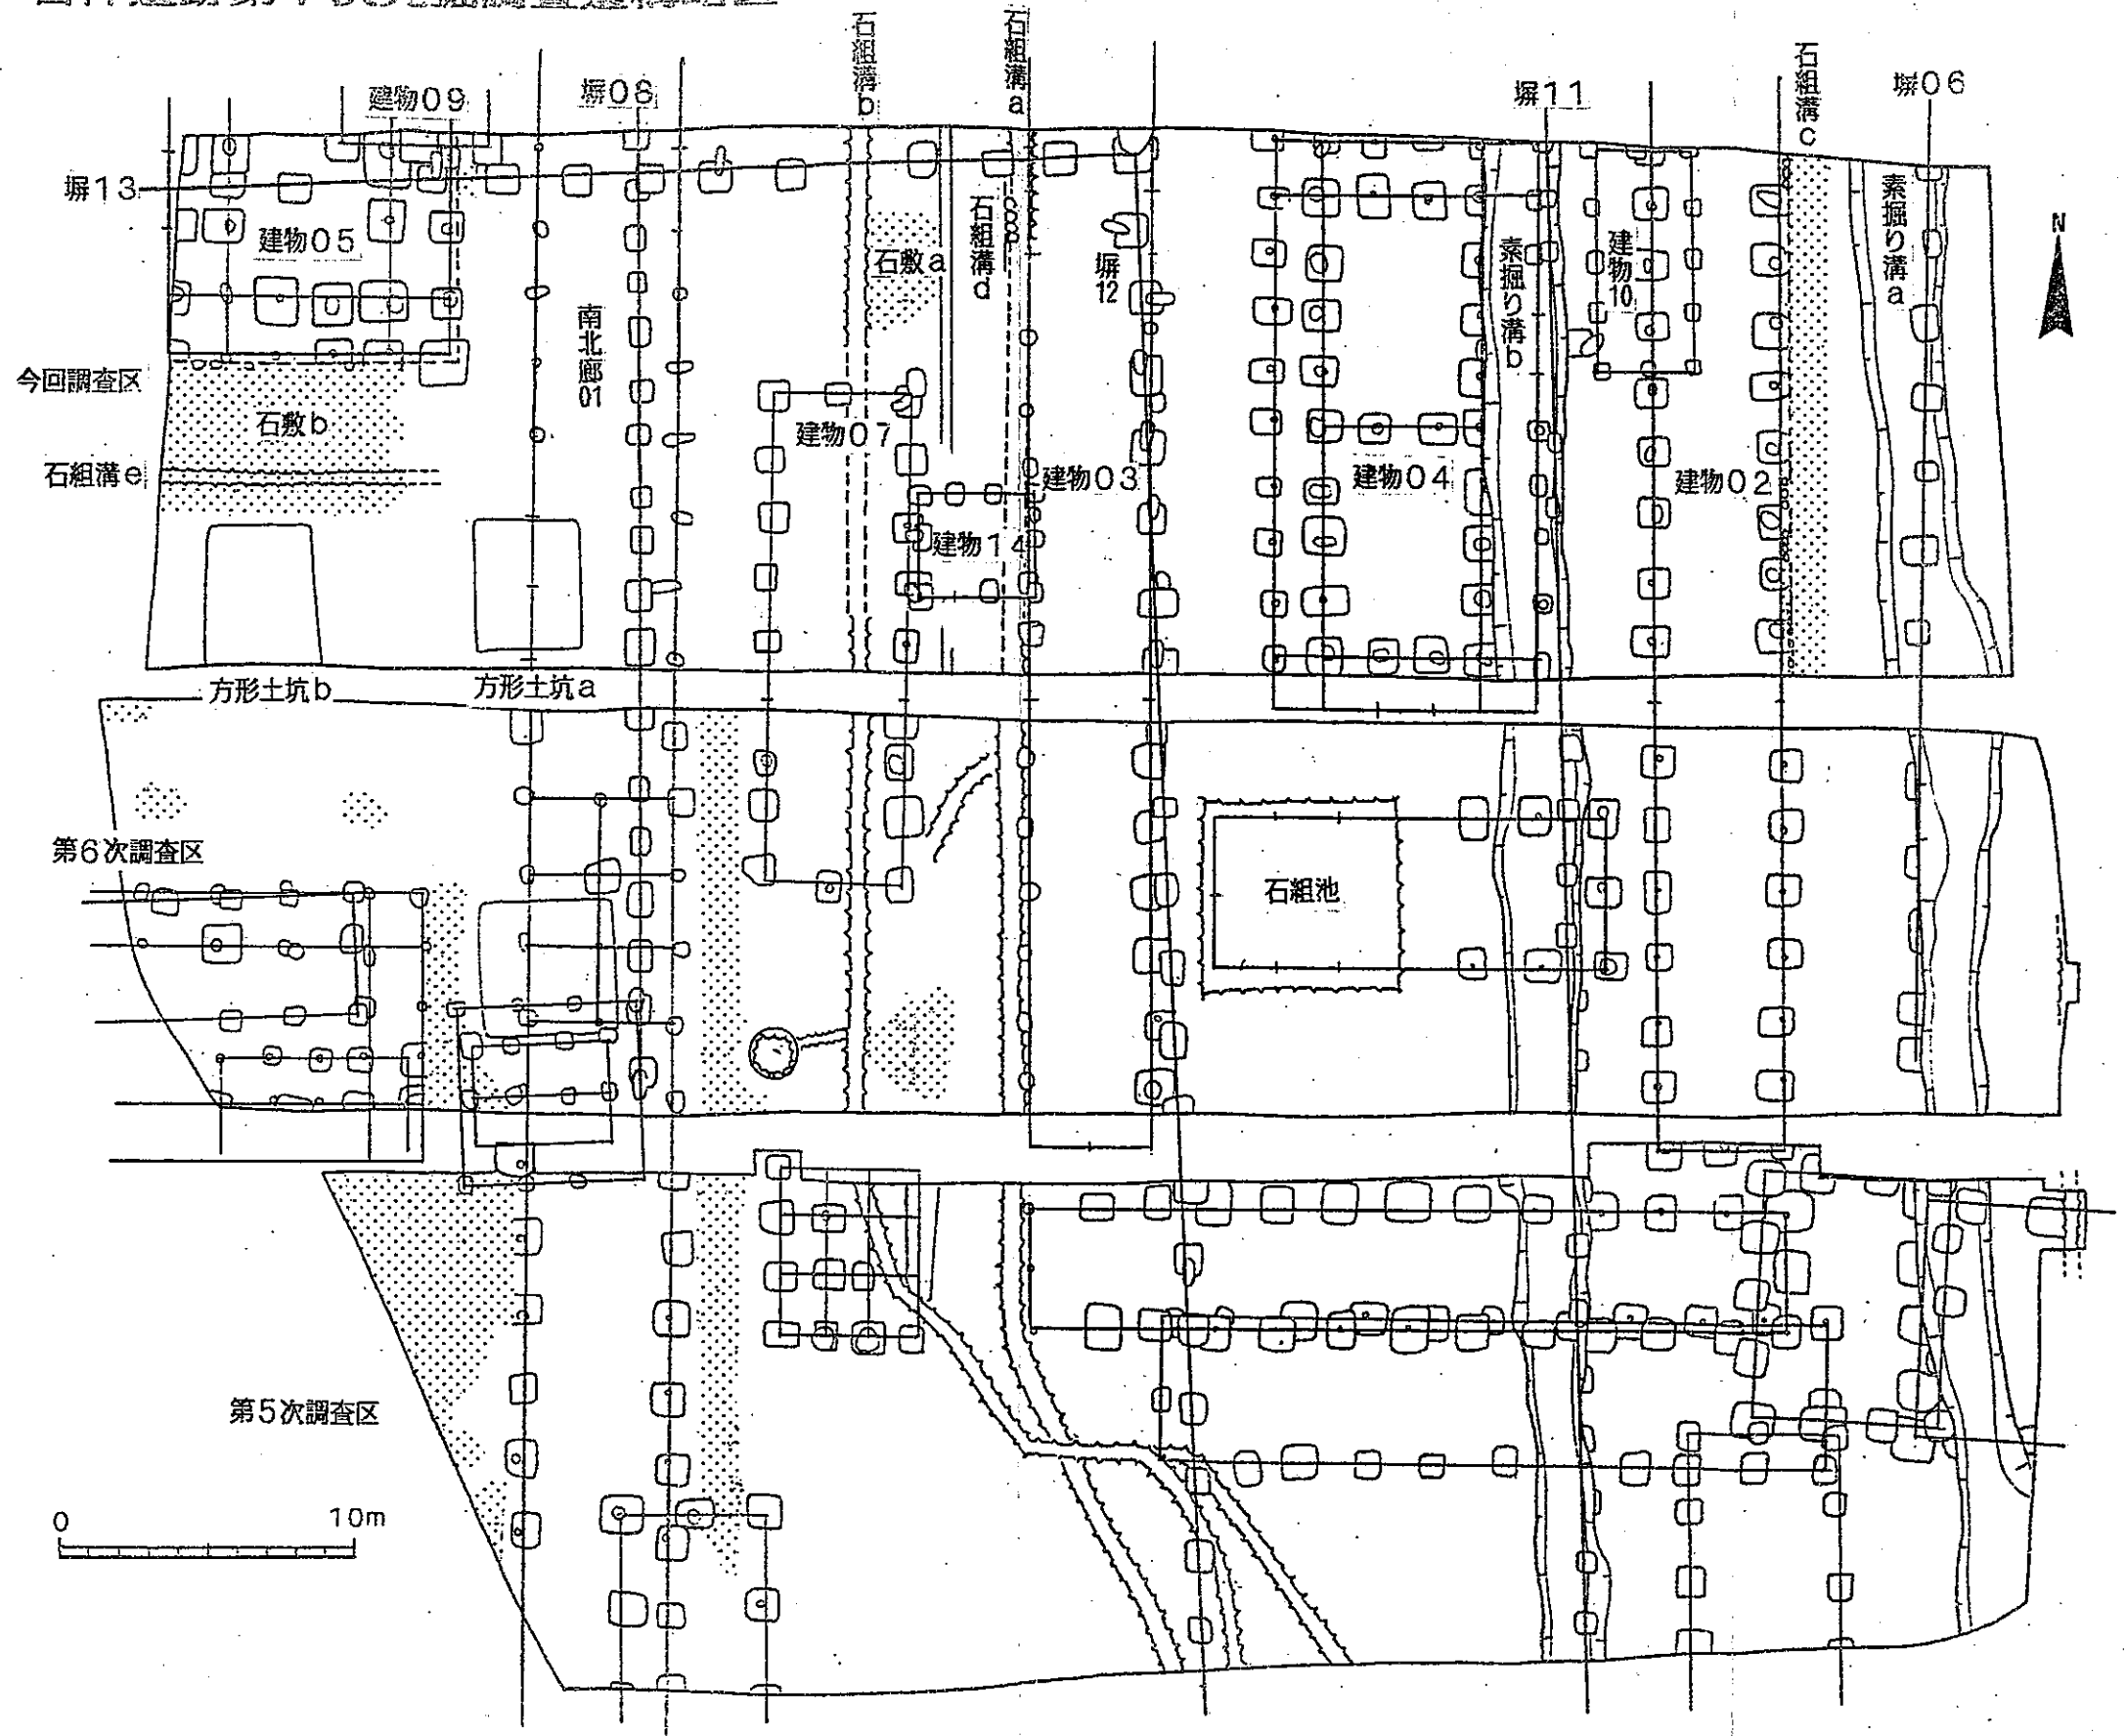 建物09
塀08
石組溝b
石組溝a
塀11
石組溝c
塀06
塀13
建物05
石敷a
石組溝d
塀12
素掘り溝b
建物10
素掘り溝a
N
南北廊01
今回調査区
石敷b
建物07
石組溝e
建物03
建物04
建物02
建物14
方形土坑b
方形土坑a
第6次調査区
石組池
第5次調査区
0 10m